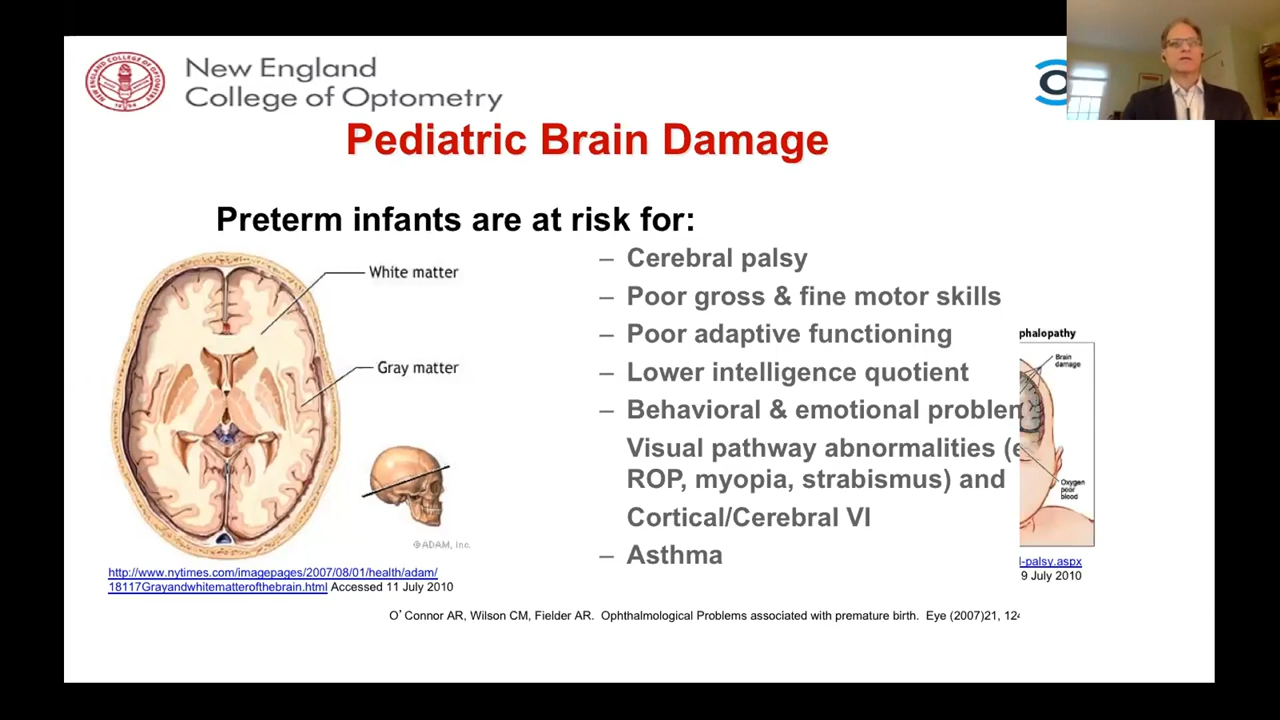 New England
College of Optometry
Pediatric Brain Damage
Preterm infants are at risk for:
White matter
Gray matter
©ADAM, Inc.
http://www.nytimes.com/imagepages/2007/08/01/health/adam/
18117Grayandwhitematterofthebrain.html Accessed 11 July 2010
– Cerebral palsy
– Poor gross & fine motor skills
– Poor adaptive functioning
– Lower intelligence quotient
– Behavioral & emotional problem
Visual pathway abnormalities (e
ROP, myopia, strabismus) and
Cortical/Cerebral VI
– Asthma
phalopathy
Brain
damage
Oxygen
poor
blood
l-palsy.aspx
9 July 2010
O'Connor AR, Wilson CM, Fielder AR. Ophthalmological Problems associated with premature birth. Eye (2007)21, 124